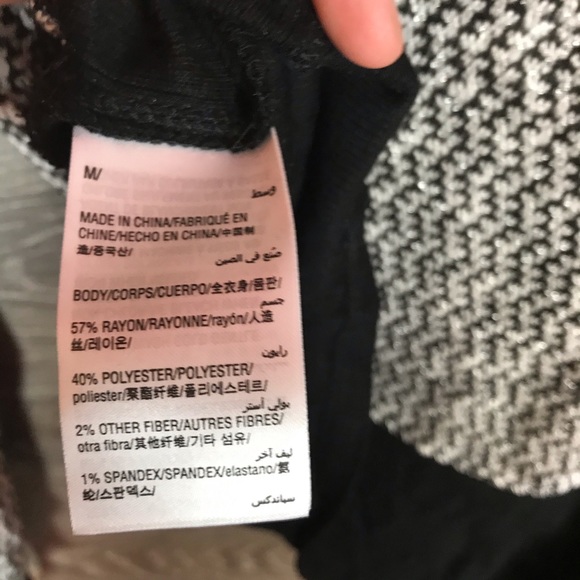 M/
وسط
MADE IN CHINA/FABRIQUÉ EN
CHINE/HECHO EN CHINA/中国制
造/중국산/
صنع في الصين
BODY/CORPS/CUERPO/全衣身/몸판/
جسم
57% RAYON/RAYONNE/rayón/人造
丝/레이온/
رايون
40% POLYESTER/POLYESTER/
poliester/聚酯纤维/폴리에스테르/
بولي أستر
2% OTHER FIBER/AUTRES FIBRES/
otra fibra/其他纤维/기타 섬유/
ليف آخر
1% SPANDEX/SPANDEX/elastano/氨
纶/스판덱스/
سباندكس